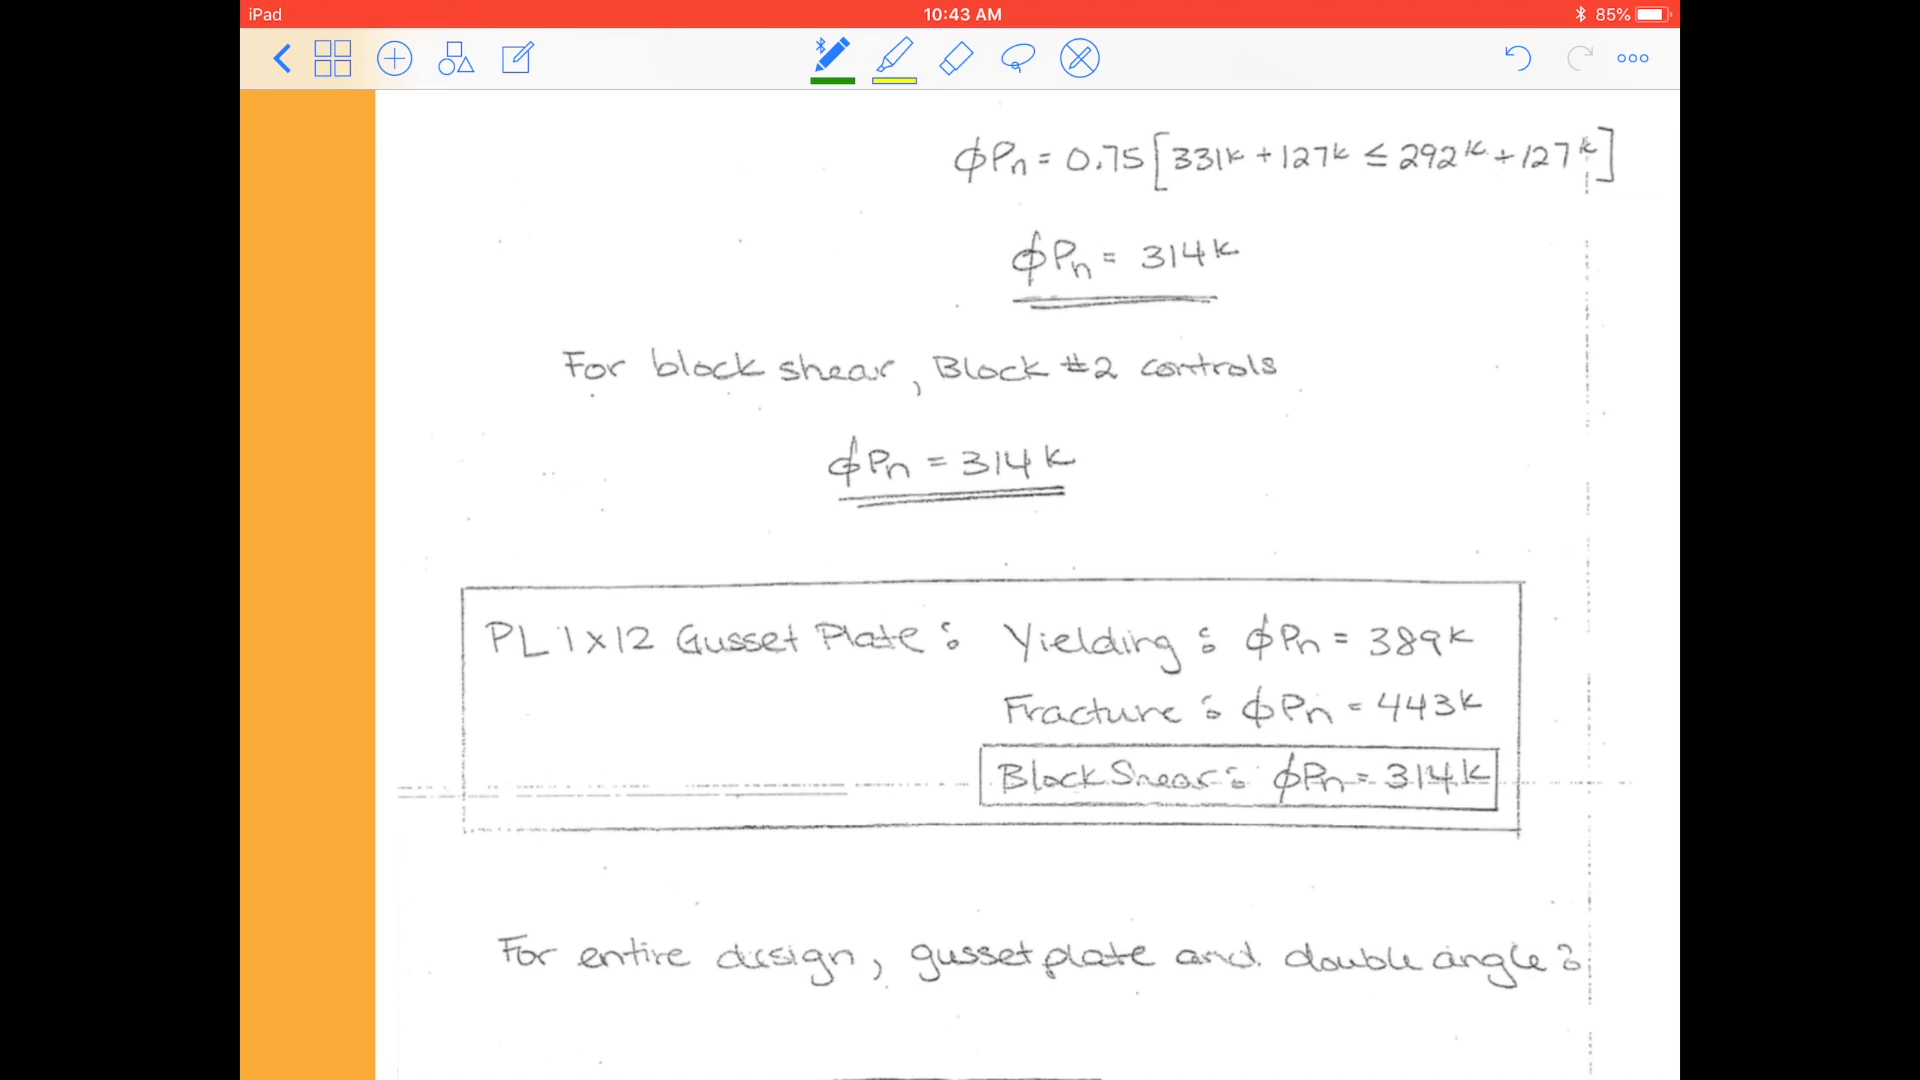 iPad
10:43 AM
85%
ϕPn = 0.75 [331k + 127k ≤ 292k + 127k]
ϕPn = 314k
For block shear, Block #2 controls
ϕPn = 314k
PL 1x12 Gusset Plate: Yielding: ϕPn = 389k
Fracture: ϕPn = 443k
Block Shear: ϕPn = 314k
For entire design, gusset plate and double angle: